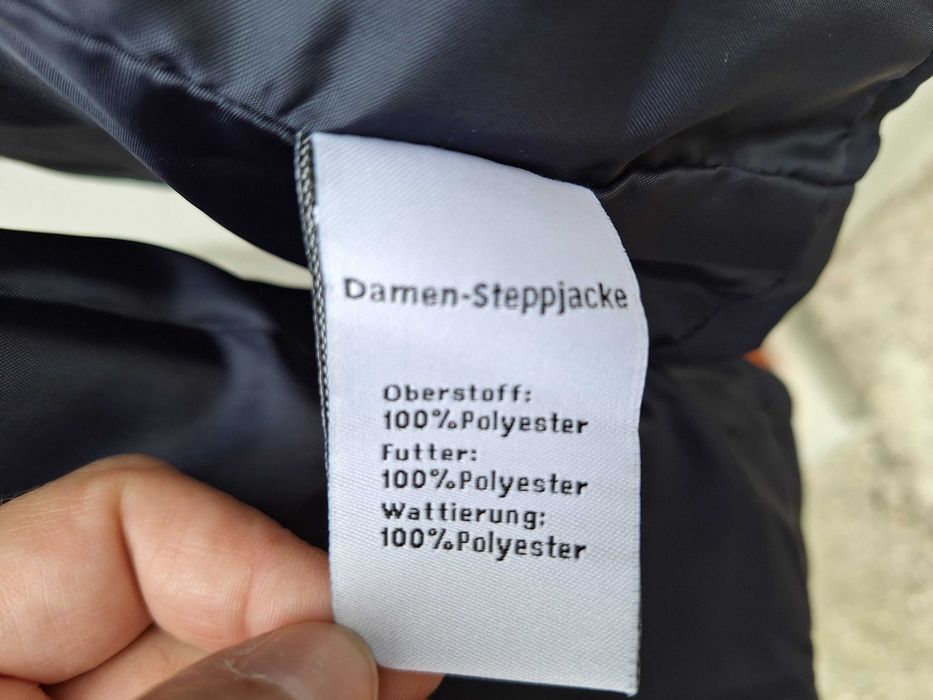 Damen-Steppjacke
Oberstoff:
100%Polyester
Futter:
100%Polyester
Wattierung:
100%Polyester